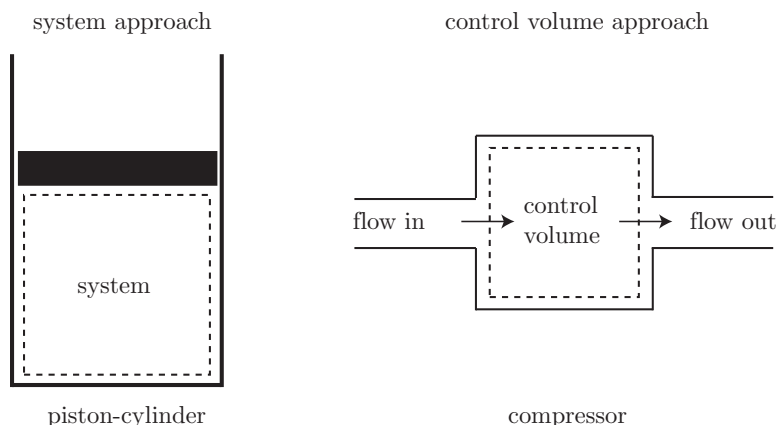 system approach
control volume approach
system
flow in
control
volume
flow out
piston-cylinder
compressor